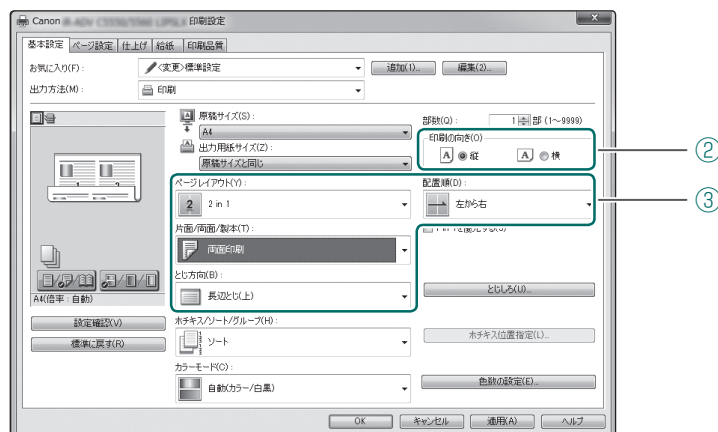 Canon iR-ADV C5550/5560 LIPSLX 印刷設定
基本設定 ページ設定 仕上げ 給紙 印刷品質
お気に入り(F): <変更>標準設定 追加(1)... 編集(2)...
出力方法(M): 印刷
原稿サイズ(S):
A4
出力用紙サイズ(Z):
原稿サイズと同じ
部数(Q): 1 部 (1～9999)
印刷の向き(O)
A 縦 A 横
②
ページレイアウト(Y):
2 2 in 1
配置順(D):
左から右
③
片面/両面/製本(T):
両面印刷
とじ方向(B):
長辺とじ(上)
とじしろ(U)...
A4(倍率: 自動)
設定確認(V)
標準に戻す(R)
ホチキス/ソート/グループ(H):
ソート
ホチキス位置指定(L)...
カラーモード(C):
自動(カラー/白黒)
色数の設定(E)...
OK キャンセル 適用(A) ヘルプ